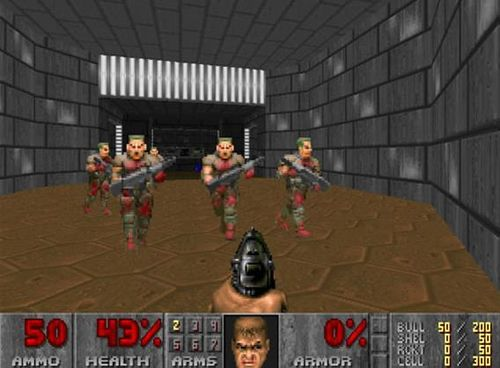 50 43% 2 3 4 0% BULL 50 / 200
5 6 7 SHEL 0 / 50
RCKT 0 / 50
AMMO HEALTH ARMS ARMOR CELL 0 / 300